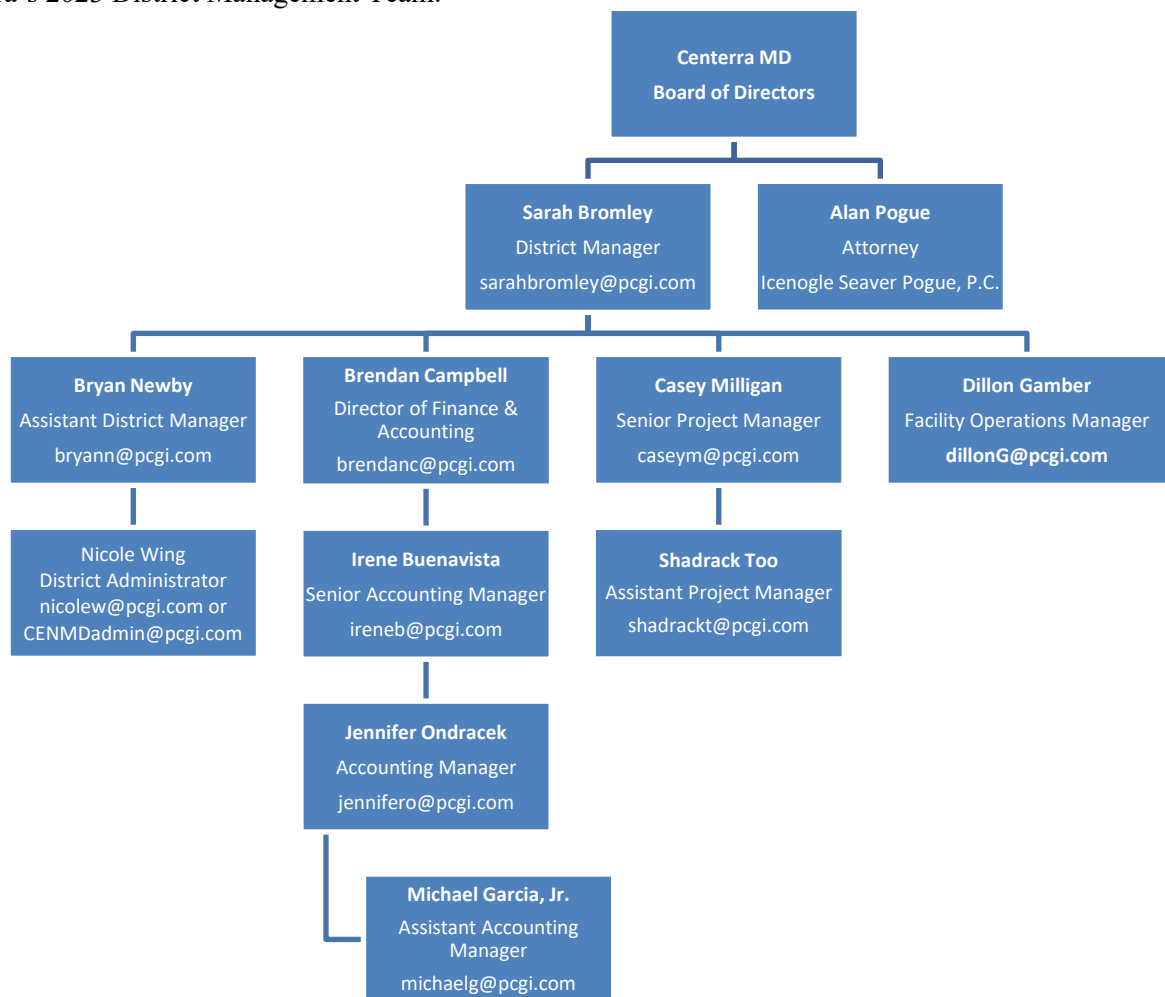 a's 2023 District Management Team:
Centerra MD
Board of Directors
Sarah Bromley
District Manager
sarahbromley@pcgi.com
Alan Pogue
Attorney
Icenogle Seaver Pogue, P.C.
Bryan Newby
Assistant District Manager
bryann@pcgi.com
Brendan Campbell
Director of Finance &
Accounting
brendanc@pcgi.com
Casey Milligan
Senior Project Manager
caseym@pcgi.com
Dillon Gamber
Facility Operations Manager
dillonG@pcgi.com
Nicole Wing
District Administrator
nicolew@pcgi.com or
CENMDadmin@pcgi.com
Irene Buenavista
Senior Accounting Manager
ireneb@pcgi.com
Shadrack Too
Assistant Project Manager
shadrackt@pcgi.com
Jennifer Ondracek
Accounting Manager
jennifero@pcgi.com
Michael Garcia, Jr.
Assistant Accounting
Manager
michaelg@pcgi.com